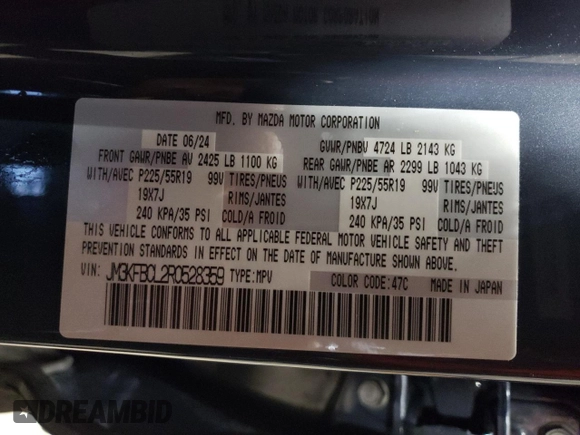 MFD. BY MAZDA MOTOR CORPORATION
DATE 06/24 GVWR/PNBV 4724 LB 2143 KG
FRONT GAWR/PNBE AV 2425 LB 1100 KG REAR GAWR/PNBE AR 2299 LB 1043 KG
WITH/AVEC P225/55R19 99V TIRES/PNEUS WITH/AVEC P225/55R19 99V TIRES/PNEUS
19X7J RIMS/JANTES 19X7J RIMS/JANTES
240 KPA/35 PSI COLD/A FROID 240 KPA/35 PSI COLD/A FROID
THIS VEHICLE CONFORMS TO ALL APPLICABLE FEDERAL MOTOR VEHICLE SAFETY AND THEFT
PREVENTION STANDARDS IN EFFECT ON THE DATE OF MANUFACTURE SHOWN ABOVE.
VIN: JM3KFBCL2R0528359 TYPE:MPV COLOR CODE:47C MADE IN JAPAN
DREAMBID